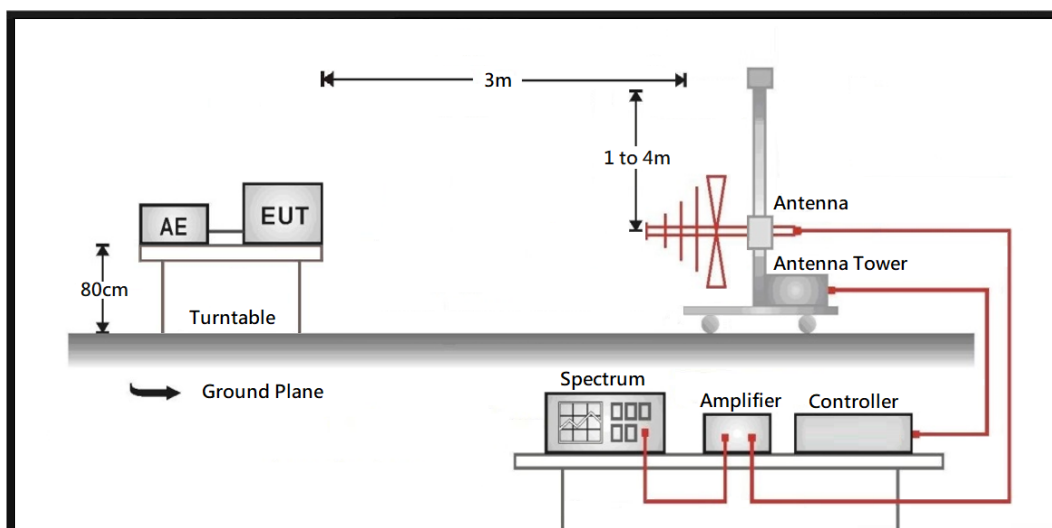 3m
1 to 4m
Antenna
AE
EUT
Antenna Tower
80cm
Turntable
Ground Plane
Spectrum
Amplifier
Controller